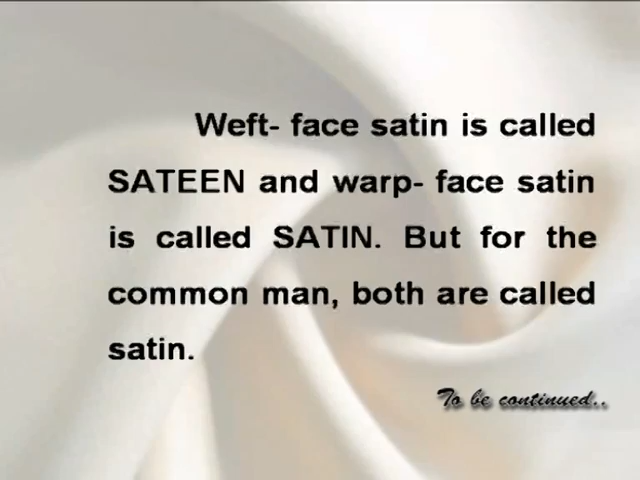 Weft- face satin is called
SATEEN and warp- face satin
is called SATIN. But for the
common man, both are called
satin.
To be continued..